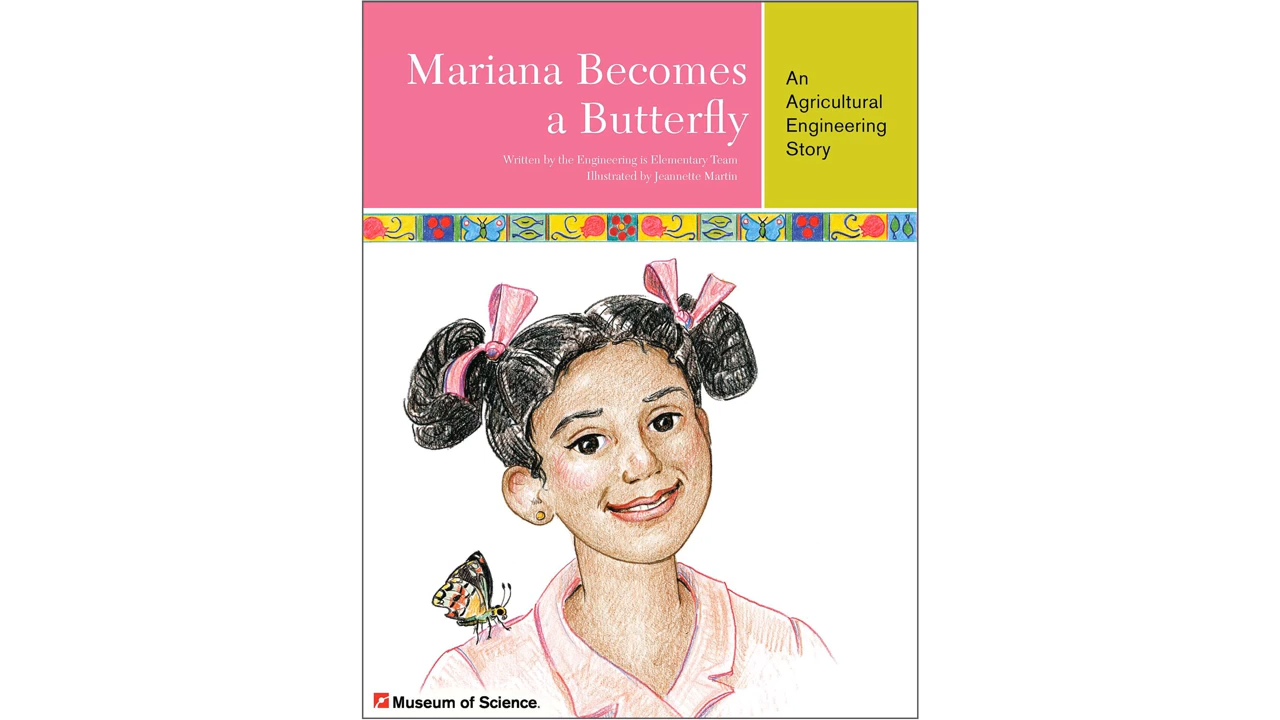 Mariana Becomes
a Butterfly
Written by the Engineering is Elementary Team
Illustrated by Jeannette Martin
An
Agricultural
Engineering
Story
Museum of Science.